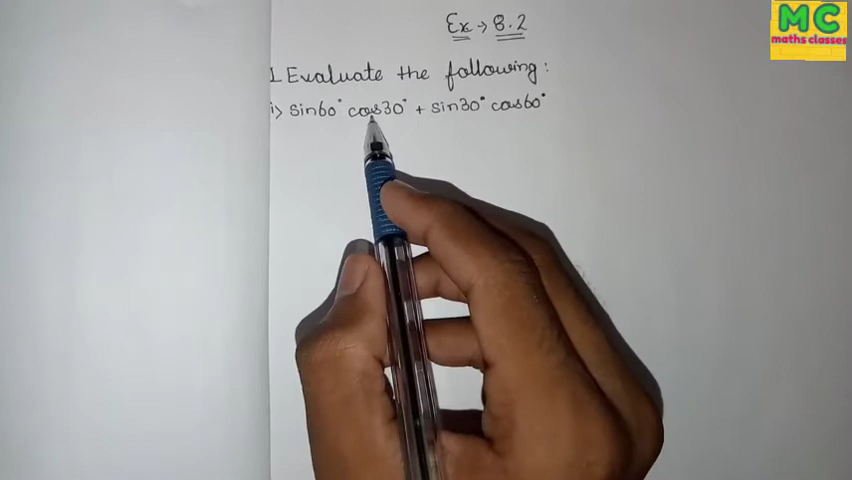 Ex → 8.2
1 Evaluate the following:
i> sin60° cos30° + sin30° cos60°
MC
maths classes